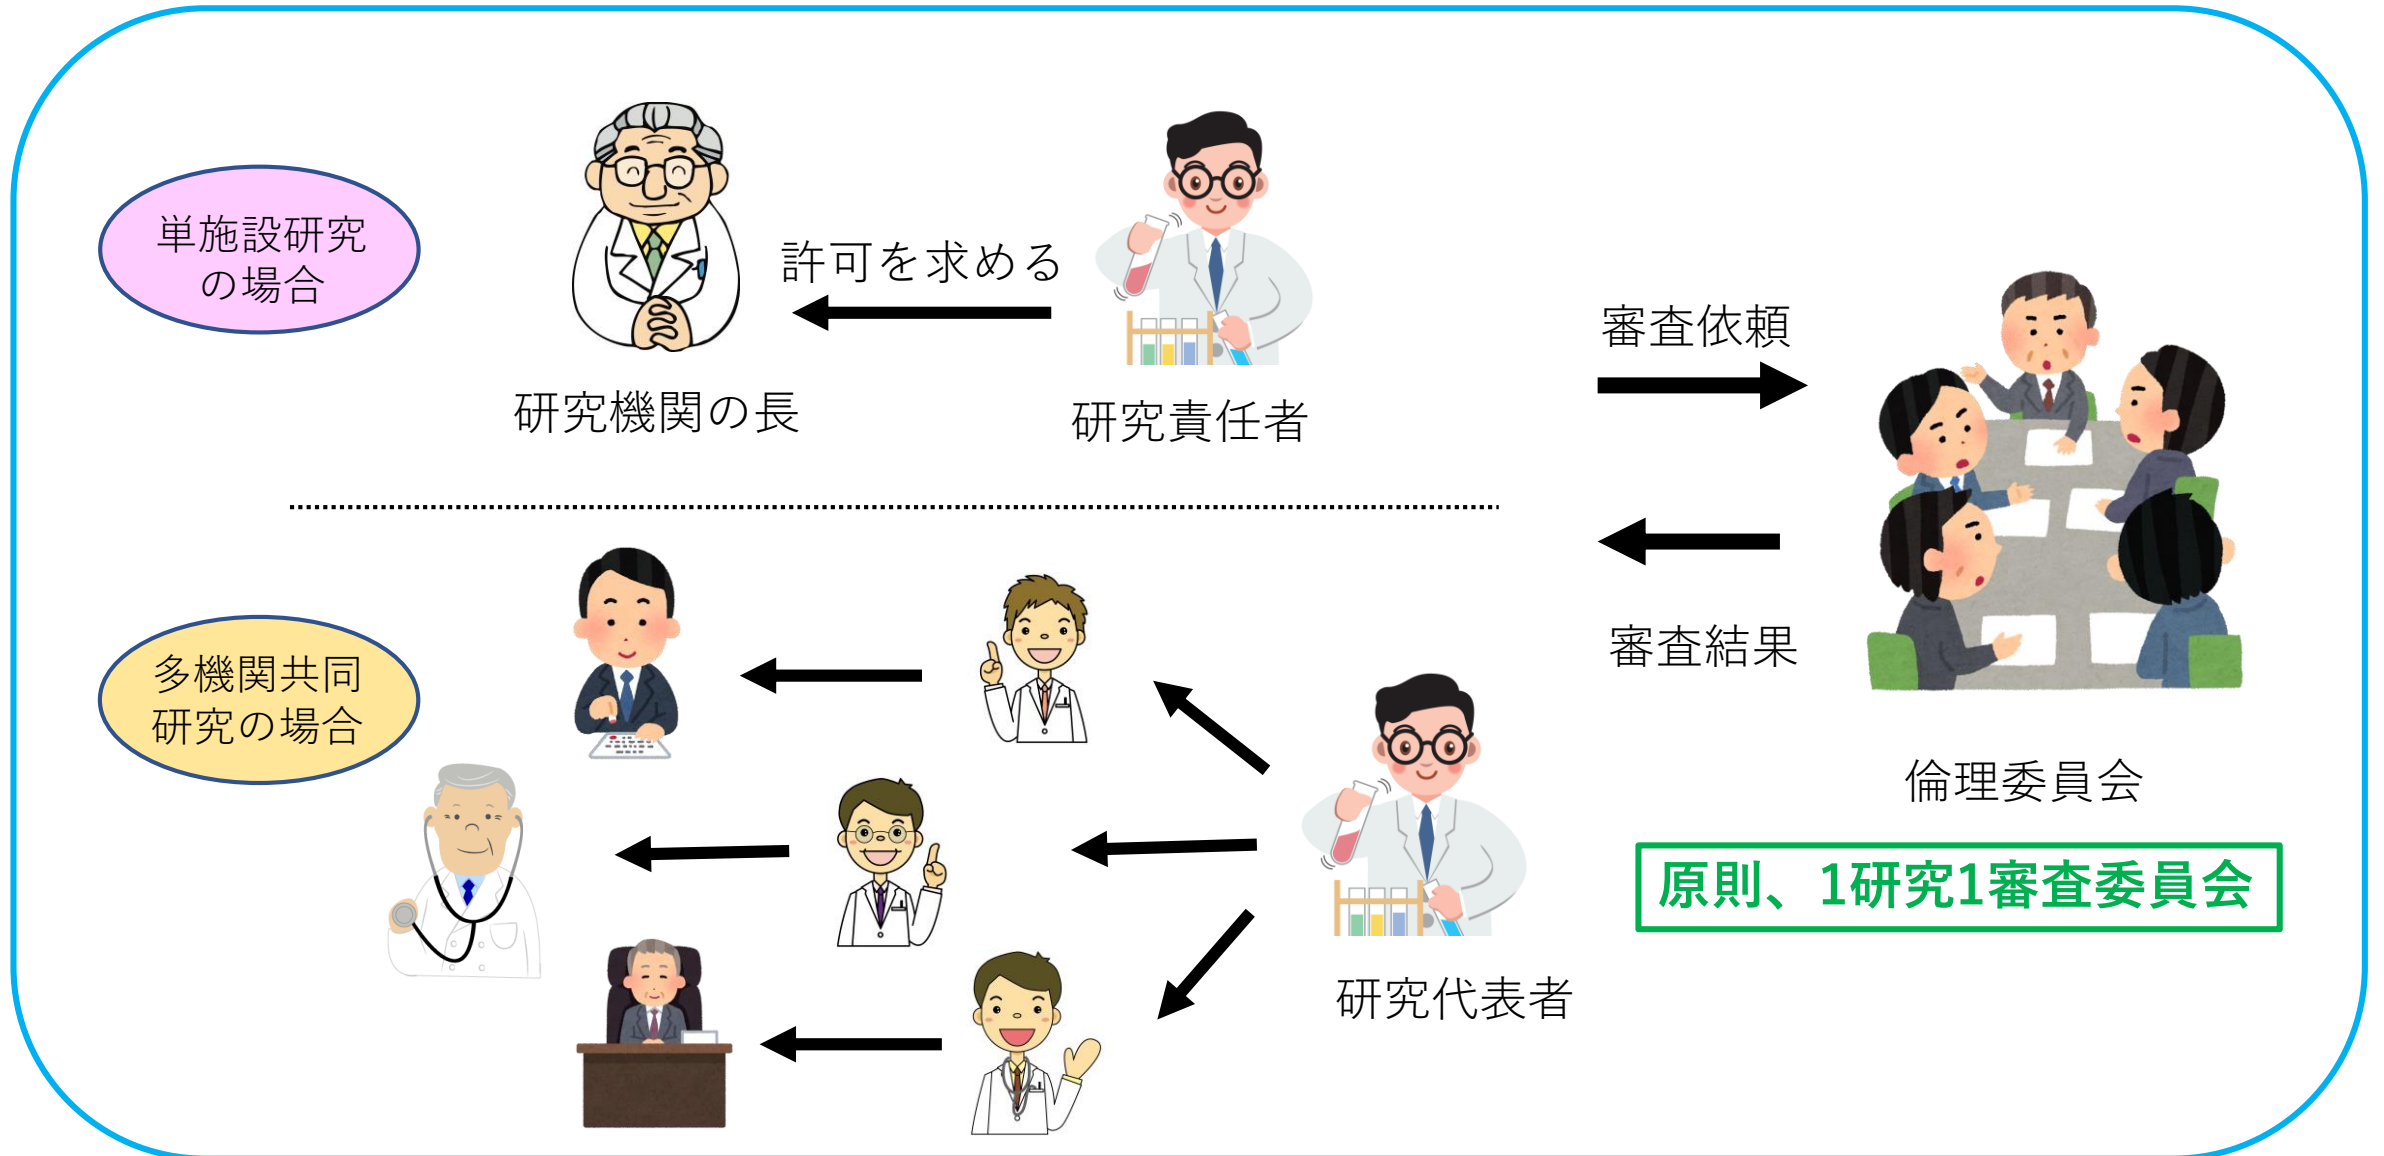 単施設研究
の場合
許可を求める
研究機関の長
研究責任者
審査依頼
審査結果
多機関共同
研究の場合
研究代表者
倫理委員会
原則、1研究1審査委員会